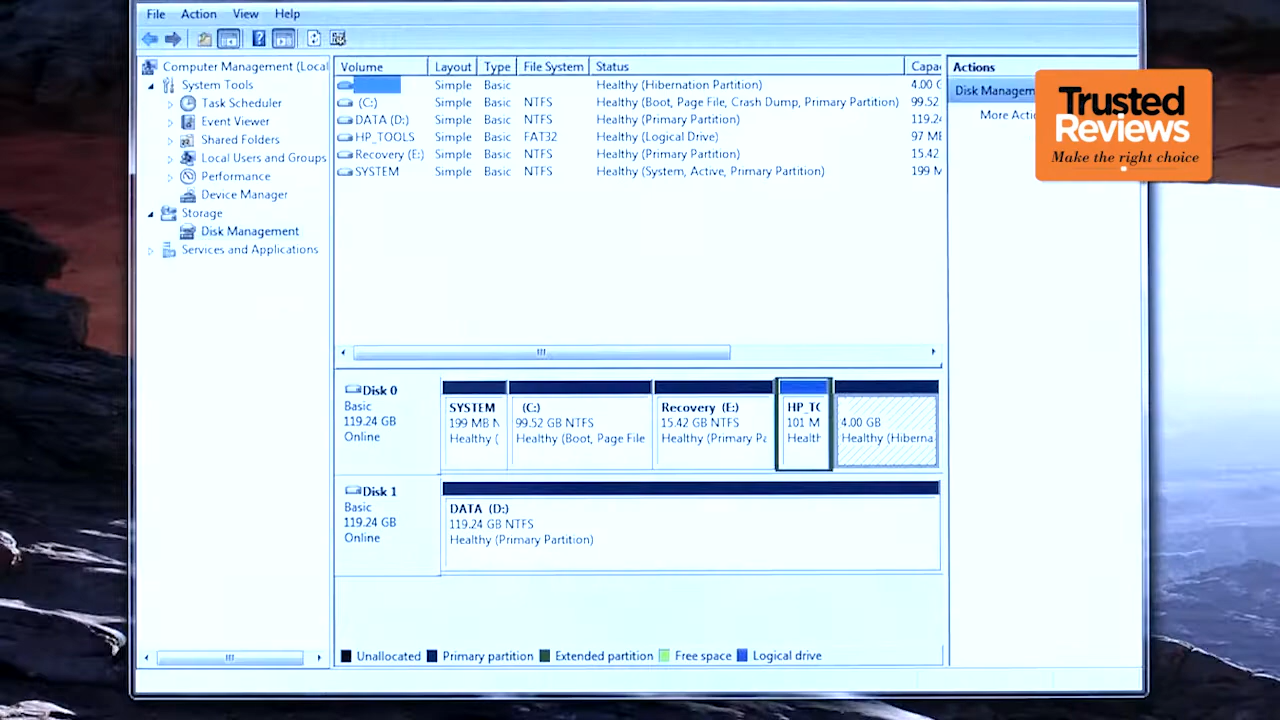 File Action View Help
Computer Management (Local
System Tools
Task Scheduler
Event Viewer
Shared Folders
Local Users and Groups
Performance
Device Manager
Storage
Disk Management
Services and Applications
Volume Layout Type File System Status Capa
Simple Basic Healthy (Hibernation Partition) 4.00 G
(C:) Simple Basic NTFS Healthy (Boot, Page File, Crash Dump, Primary Partition) 99.52
DATA (D:) Simple Basic NTFS Healthy (Primary Partition) 119.24
HP_TOOLS Simple Basic FAT32 Healthy (Logical Drive) 97 MB
Recovery (E:) Simple Basic NTFS Healthy (Primary Partition) 15.42
SYSTEM Simple Basic NTFS Healthy (System, Active, Primary Partition) 199 M
Actions
Disk Managem
More Acti
Trusted
Reviews
Make the right choice
Disk 0
Basic
119.24 GB
Online
SYSTEM
199 MB N
Healthy (
(C:)
99.52 GB NTFS
Healthy (Boot, Page File
Recovery (E:)
15.42 GB NTFS
Healthy (Primary Pa
HP_TO
101 M
Health
4.00 GB
Healthy (Hiberna
Disk 1
Basic
119.24 GB
Online
DATA (D:)
119.24 GB NTFS
Healthy (Primary Partition)
Unallocated Primary partition Extended partition Free space Logical drive